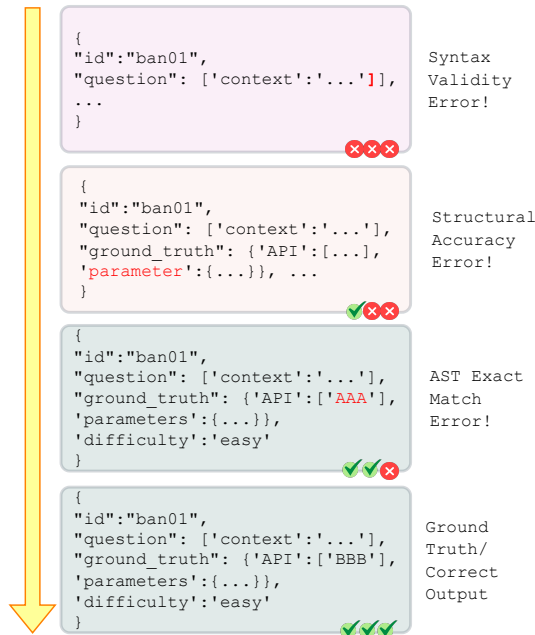 {
"id":"ban01",
"question": ['context':'...']],
...
}
Syntax
Validity
Error!
{
"id":"ban01",
"question": ['context':'...'],
"ground_truth": {'API':[...],
'parameter':{...}}, ...
}
Structural
Accuracy
Error!
{
"id":"ban01",
"question": ['context':'...'],
"ground_truth": {'API':['AAA'],
'parameters':{...}},
'difficulty':'easy'
}
AST Exact
Match
Error!
{
"id":"ban01",
"question": ['context':'...'],
"ground_truth": {'API':['BBB'],
'parameters':{...}},
'difficulty':'easy'
}
Ground
Truth/
Correct
Output